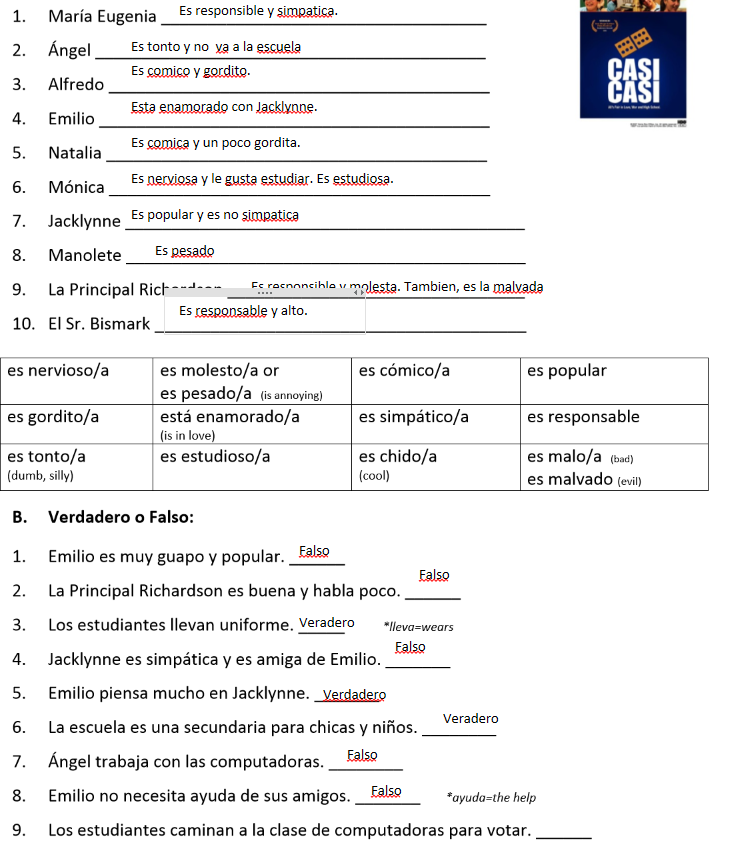 1. María Eugenia Es responsible y simpatica.
2. Ángel Es tonto y no va a la escuela
3. Alfredo Es comico y gordito.
4. Emilio Esta enamorado con Jacklynne.
5. Natalia Es comica y un poco gordita.
6. Mónica Es nerviosa y le gusta estudiar. Es estudiosa.
7. Jacklynne Es popular y es no simpatica
8. Manolete Es pesado
9. La Principal Richardson Es responsible y molesta. Tambien, es la malvada
10. El Sr. Bismark Es responsable y alto.
CASI
CASI
es nervioso/a es molesto/a or es cómico/a es popular
es pesado/a (is annoying)
es gordito/a está enamorado/a es simpático/a es responsable
(is in love)
es tonto/a es estudioso/a es chido/a es malo/a (bad)
(dumb, silly) (cool) es malvado (evil)
B. Verdadero o Falso:
1. Emilio es muy guapo y popular. Falso
2. La Principal Richardson es buena y habla poco. Falso
3. Los estudiantes llevan uniforme. Veradero *lleva=wears
4. Jacklynne es simpática y es amiga de Emilio. Falso
5. Emilio piensa mucho en Jacklynne. Verdadero
6. La escuela es una secundaria para chicas y niños. Veradero
7. Ángel trabaja con las computadoras. Falso
8. Emilio no necesita ayuda de sus amigos. Falso *ayuda=the help
9. Los estudiantes caminan a la clase de computadoras para votar.